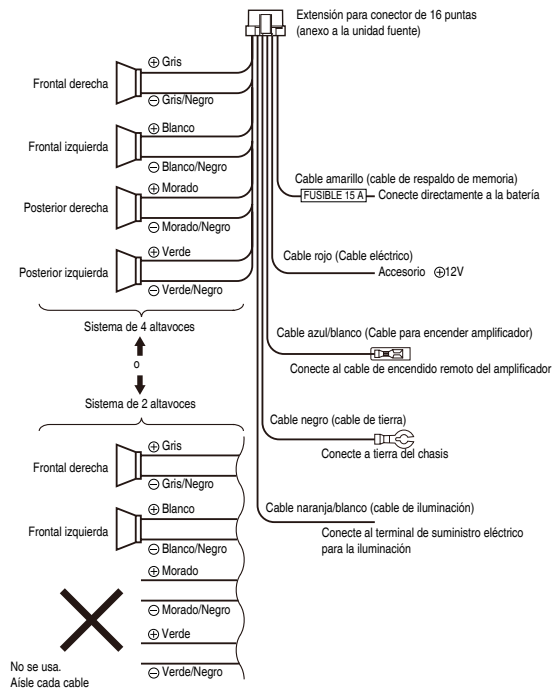 Extensión para conector de 16 puntas
(anexo a la unidad fuente)
⊕ Gris
Frontal derecha
⊖ Gris/Negro
⊕ Blanco
Frontal izquierda
⊖ Blanco/Negro
⊕ Morado
Posterior derecha
⊖ Morado/Negro
⊕ Verde
Posterior izquierda
⊖ Verde/Negro
Sistema de 4 altavoces
o
Sistema de 2 altavoces
⊕ Gris
Frontal derecha
⊖ Gris/Negro
⊕ Blanco
Frontal izquierda
⊖ Blanco/Negro
⊕ Morado
⊖ Morado/Negro
⊕ Verde
⊖ Verde/Negro
No se usa.
Aísle cada cable
Cable amarillo (cable de respaldo de memoria)
FUSIBLE 15 A Conecte directamente a la batería
Cable rojo (Cable eléctrico)
Accesorio ⊕12V
Cable azul/blanco (Cable para encender amplificador)
Conecte al cable de encendido remoto del amplificador
Cable negro (cable de tierra)
Conecte a tierra del chasis
Cable naranja/blanco (cable de iluminación)
Conecte al terminal de suministro eléctrico
para la iluminación